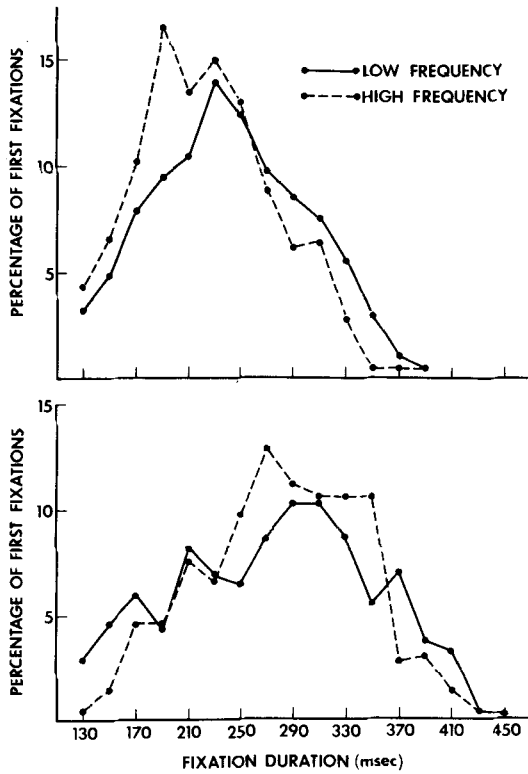 PERCENTAGE OF FIRST FIXATIONS
15
10
5
LOW FREQUENCY
HIGH FREQUENCY
PERCENTAGE OF FIRST FIXATIONS
15
10
5
130 170 210 250 290 330 370 410 450
FIXATION DURATION (msec)